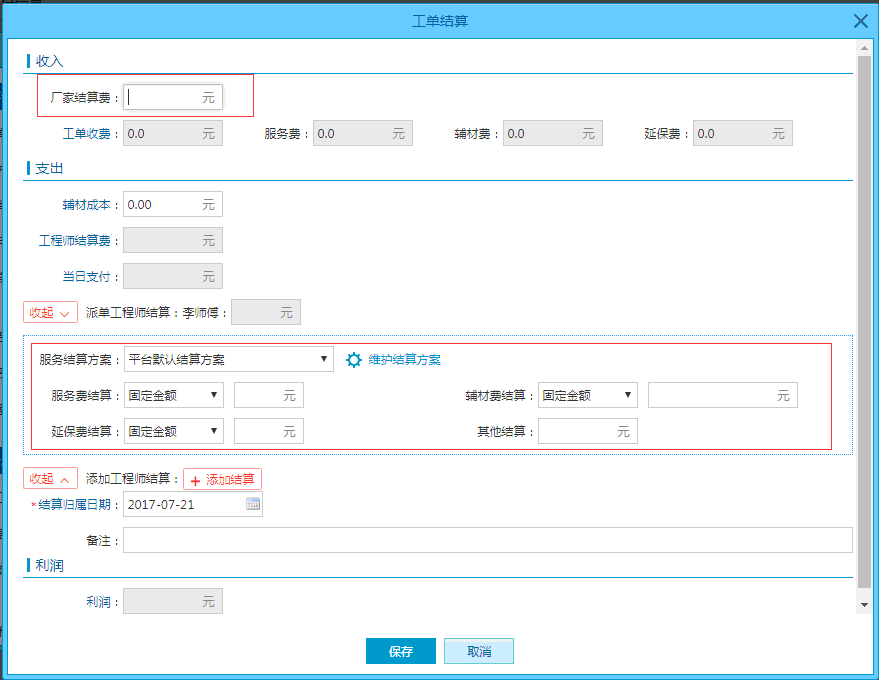 工单结算
收入
厂家结算费： 元
工单收费： 0.0 元 服务费： 0.0 元 辅材费： 0.0 元 延保费： 0.0 元
支出
辅材成本： 0.00 元
工程师结算费： 元
当日支付： 元
收起 派单工程师结算：李师傅： 元
服务结算方案： 平台默认结算方案 维护结算方案
服务费结算： 固定金额 元 辅材费结算： 固定金额 元
延保费结算： 固定金额 元 其他结算： 元
收起 添加工程师结算： + 添加结算
*结算归属日期： 2017-07-21
备注：
利润
利润： 元
保存 取消